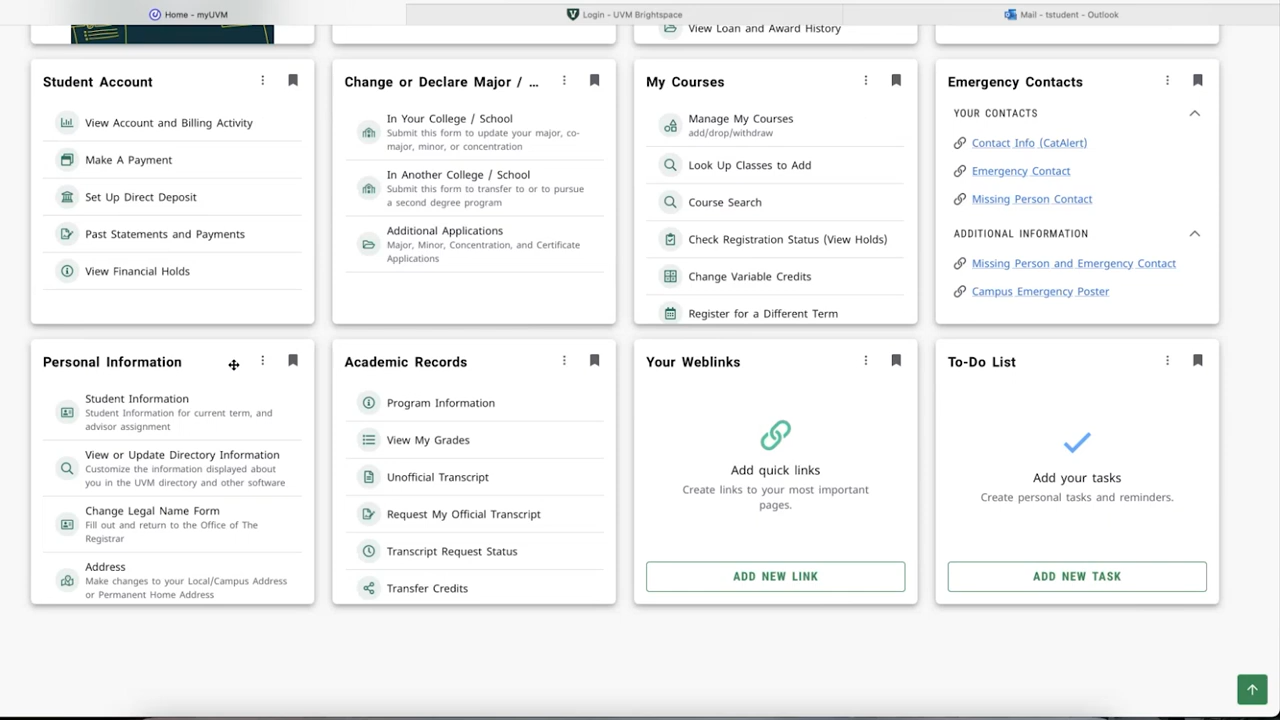 Home - myUVM
Login - UVM Brightspace
Mail - tstudent - Outlook
View Loan and Award History
Student Account
View Account and Billing Activity
Make A Payment
Set Up Direct Deposit
Past Statements and Payments
View Financial Holds
Change or Declare Major / ...
In Your College / School
Submit this form to update your major, co-
major, minor, or concentration
In Another College / School
Submit this form to transfer to or to pursue
a second degree program
Additional Applications
Major, Minor, Concentration, and Certificate
Applications
My Courses
Manage My Courses
add/drop/withdraw
Look Up Classes to Add
Course Search
Check Registration Status (View Holds)
Change Variable Credits
Register for a Different Term
Emergency Contacts
YOUR CONTACTS
Contact Info (CatAlert)
Emergency Contact
Missing Person Contact
ADDITIONAL INFORMATION
Missing Person and Emergency Contact
Campus Emergency Poster
Personal Information
Student Information
Student Information for current term, and
advisor assignment
View or Update Directory Information
Customize the information displayed about
you in the UVM directory and other software
Change Legal Name Form
Fill out and return to the Office of The
Registrar
Address
Make changes to your Local/Campus Address
or Permanent Home Address
Academic Records
Program Information
View My Grades
Unofficial Transcript
Request My Official Transcript
Transcript Request Status
Transfer Credits
Your Weblinks
Add quick links
Create links to your most important
pages.
ADD NEW LINK
To-Do List
Add your tasks
Create personal tasks and reminders.
ADD NEW TASK